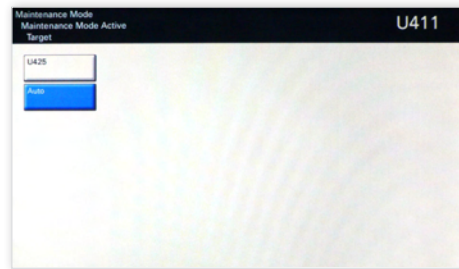 Maintenance Mode
U411
Maintenance Mode Active
Target
U425
Auto